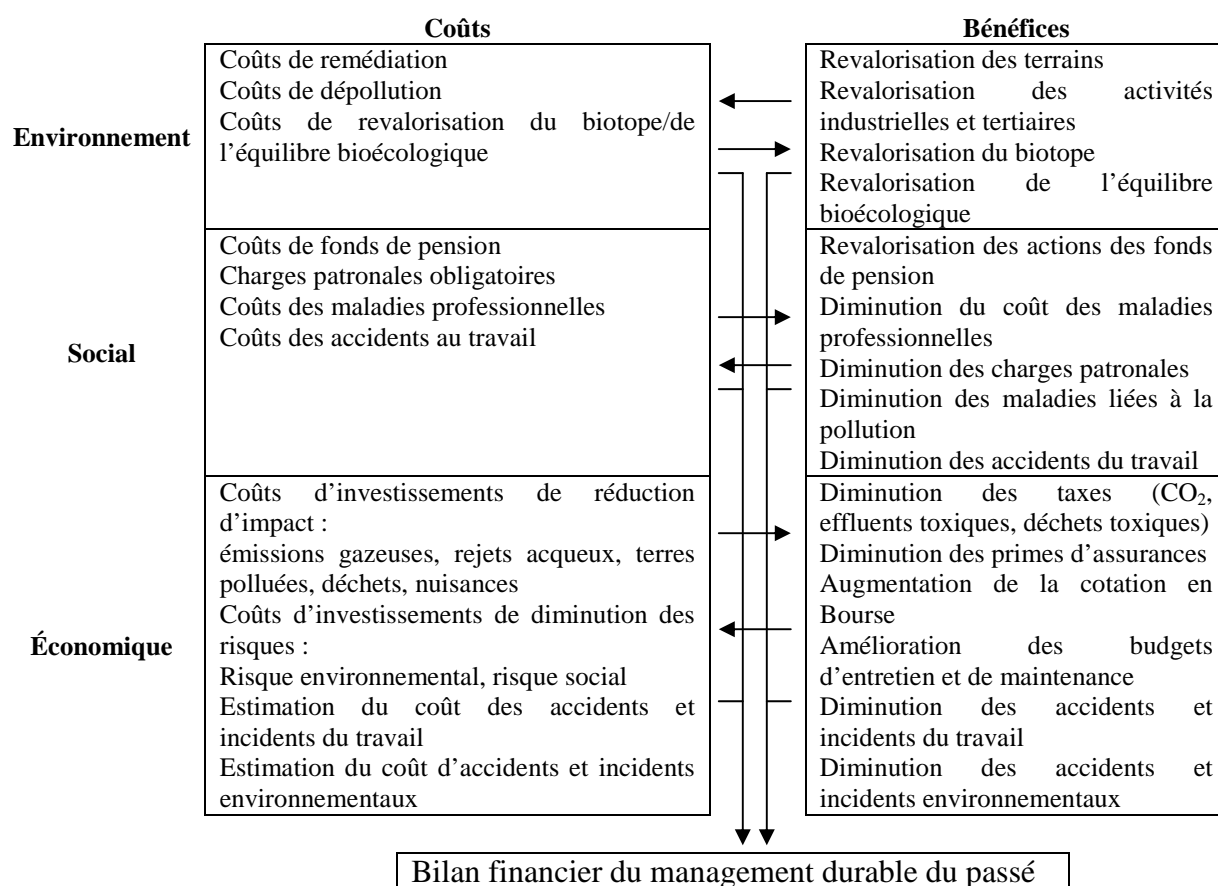 Coûts
Bénéfices
Environnement
Coûts de remédiation
Coûts de dépollution
Coûts de revalorisation du biotope/de
l'équilibre bioécologique
Revalorisation des terrains
Revalorisation des activités
industrielles et tertiaires
Revalorisation du biotope
Revalorisation de l'équilibre
bioécologique
Social
Coûts de fonds de pension
Charges patronales obligatoires
Coûts des maladies professionnelles
Coûts des accidents au travail
Revalorisation des actions des fonds
de pension
Diminution du coût des maladies
professionnelles
Diminution des charges patronales
Diminution des maladies liées à la
pollution
Diminution des accidents du travail
Économique
Coûts d'investissements de réduction
d'impact :
émissions gazeuses, rejets acqueux, terres
polluées, déchets, nuisances
Coûts d'investissements de diminution des
risques :
Risque environnemental, risque social
Estimation du coût des accidents et
incidents du travail
Estimation du coût d'accidents et incidents
environnementaux
Diminution des taxes (CO₂,
effluents toxiques, déchets toxiques)
Diminution des primes d'assurances
Augmentation de la cotation en
Bourse
Amélioration des budgets
d'entretien et de maintenance
Diminution des accidents et
incidents du travail
Diminution des accidents et
incidents environnementaux
Bilan financier du management durable du passé